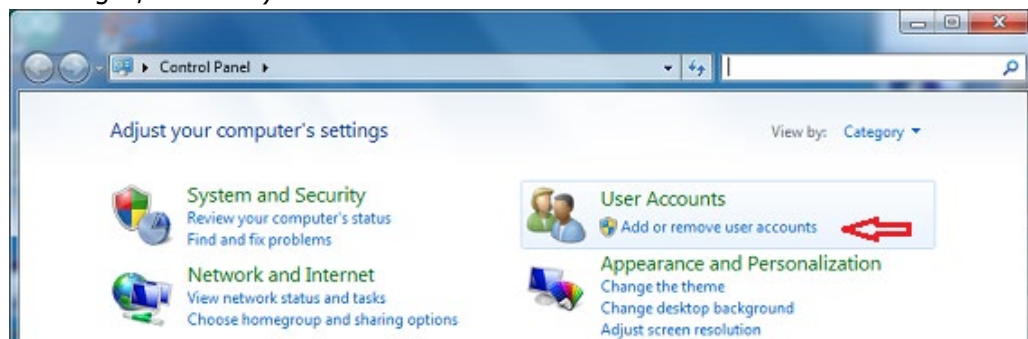 Control Panel
Adjust your computer's settings
View by: Category
System and Security
Review your computer's status
Find and fix problems
User Accounts
Add or remove user accounts
Network and Internet
View network status and tasks
Choose homegroup and sharing options
Appearance and Personalization
Change the theme
Change desktop background
Adjust screen resolution